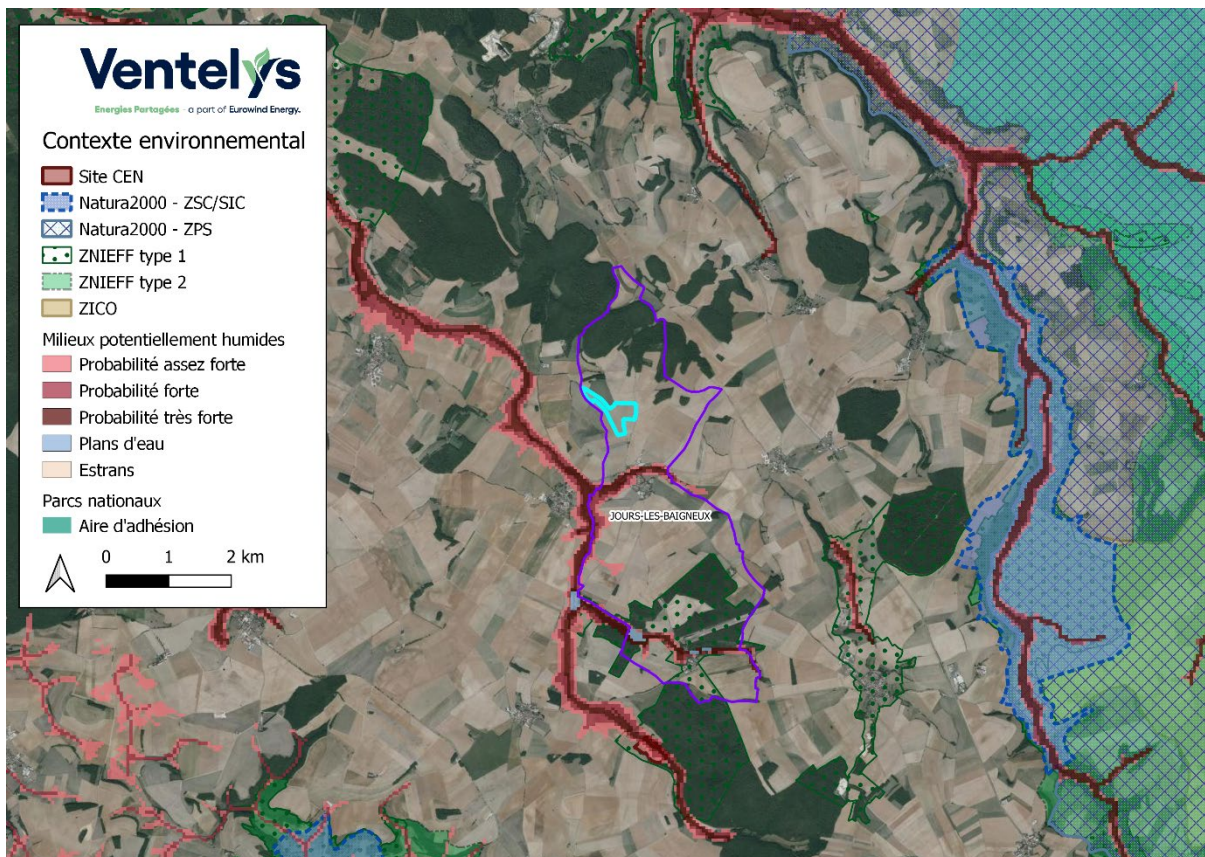 Ventelys
Energies Partagées - a part of Eurowind Energy.
Contexte environnemental
Site CEN
Natura2000 - ZSC/SIC
Natura2000 - ZPS
ZNIEFF type 1
ZNIEFF type 2
ZICO
Milieux potentiellement humides
Probabilité assez forte
Probabilité forte
Probabilité très forte
Plans d'eau
Estrans
Parcs nationaux
Aire d'adhésion
0 1 2 km
JOURS-LES-BAIGNEUX